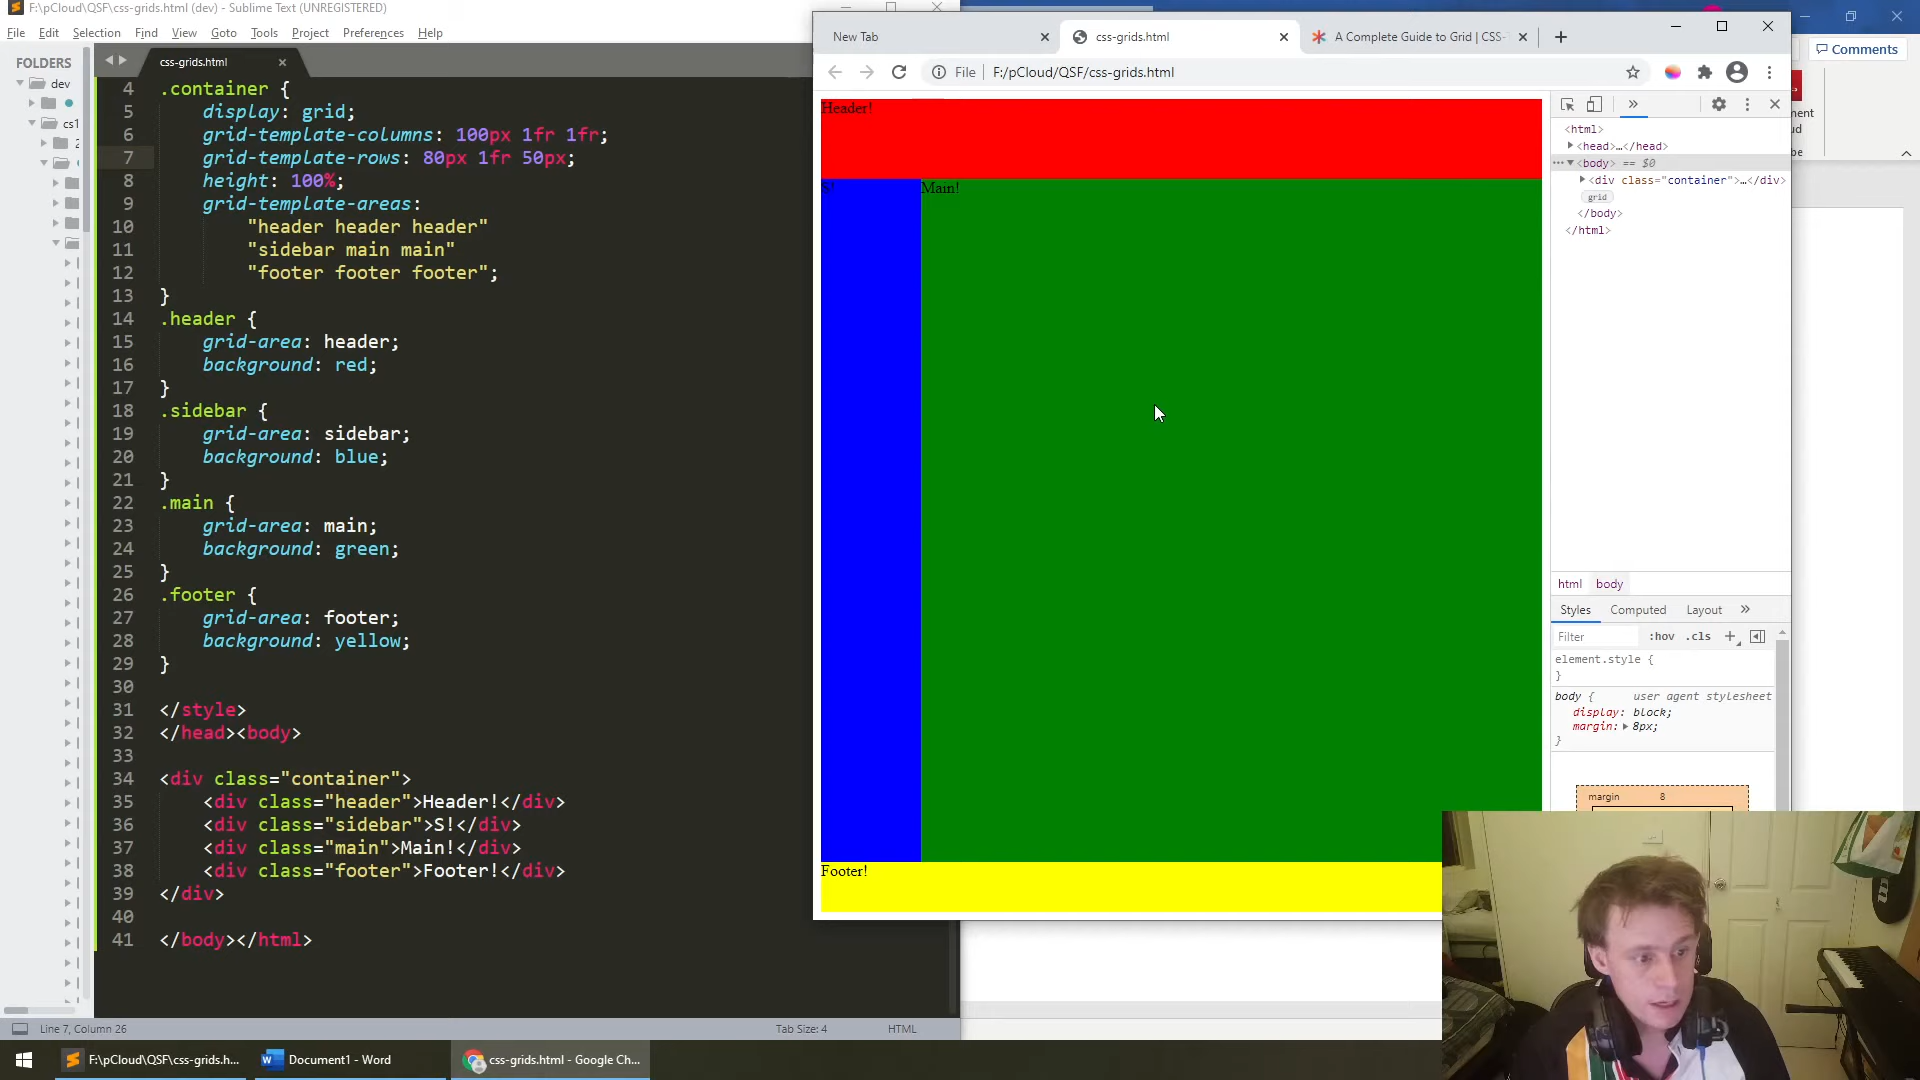 F:\pCloud\QSF\css-grids.html (dev) - Sublime Text (UNREGISTERED)
File Edit Selection Find View Goto Tools Project Preferences Help
FOLDERS
dev
cs1
2
css-grids.html
4 .container {
5 display: grid;
6 grid-template-columns: 100px 1fr 1fr;
7 grid-template-rows: 80px 1fr 50px;
8 height: 100%;
9 grid-template-areas:
10 "header header header"
11 "sidebar main main"
12 "footer footer footer";
13 }
14 .header {
15 grid-area: header;
16 background: red;
17 }
18 .sidebar {
19 grid-area: sidebar;
20 background: blue;
21 }
22 .main {
23 grid-area: main;
24 background: green;
25 }
26 .footer {
27 grid-area: footer;
28 background: yellow;
29 }
30
31 </style>
32 </head><body>
33
34 <div class="container">
35 <div class="header">Header!</div>
36 <div class="sidebar">S!</div>
37 <div class="main">Main!</div>
38 <div class="footer">Footer!</div>
39 </div>
40
41 </body></html>
Line 7, Column 26
Tab Size: 4
HTML
New Tab
css-grids.html
A Complete Guide to Grid | CSS-
File F:/pCloud/QSF/css-grids.html
Header!
S!
Main!
Footer!
<html>
<head>…</head>
<body> == $0
<div class="container">…</div>
grid
</body>
</html>
html body
Styles Computed Layout
Filter
:hov .cls
element.style {
}
body { user agent stylesheet
display: block;
margin: 8px;
}
margin 8
Comments
F:\pCloud\QSF\css-grids.h...
Document1 - Word
css-grids.html - Google Ch...